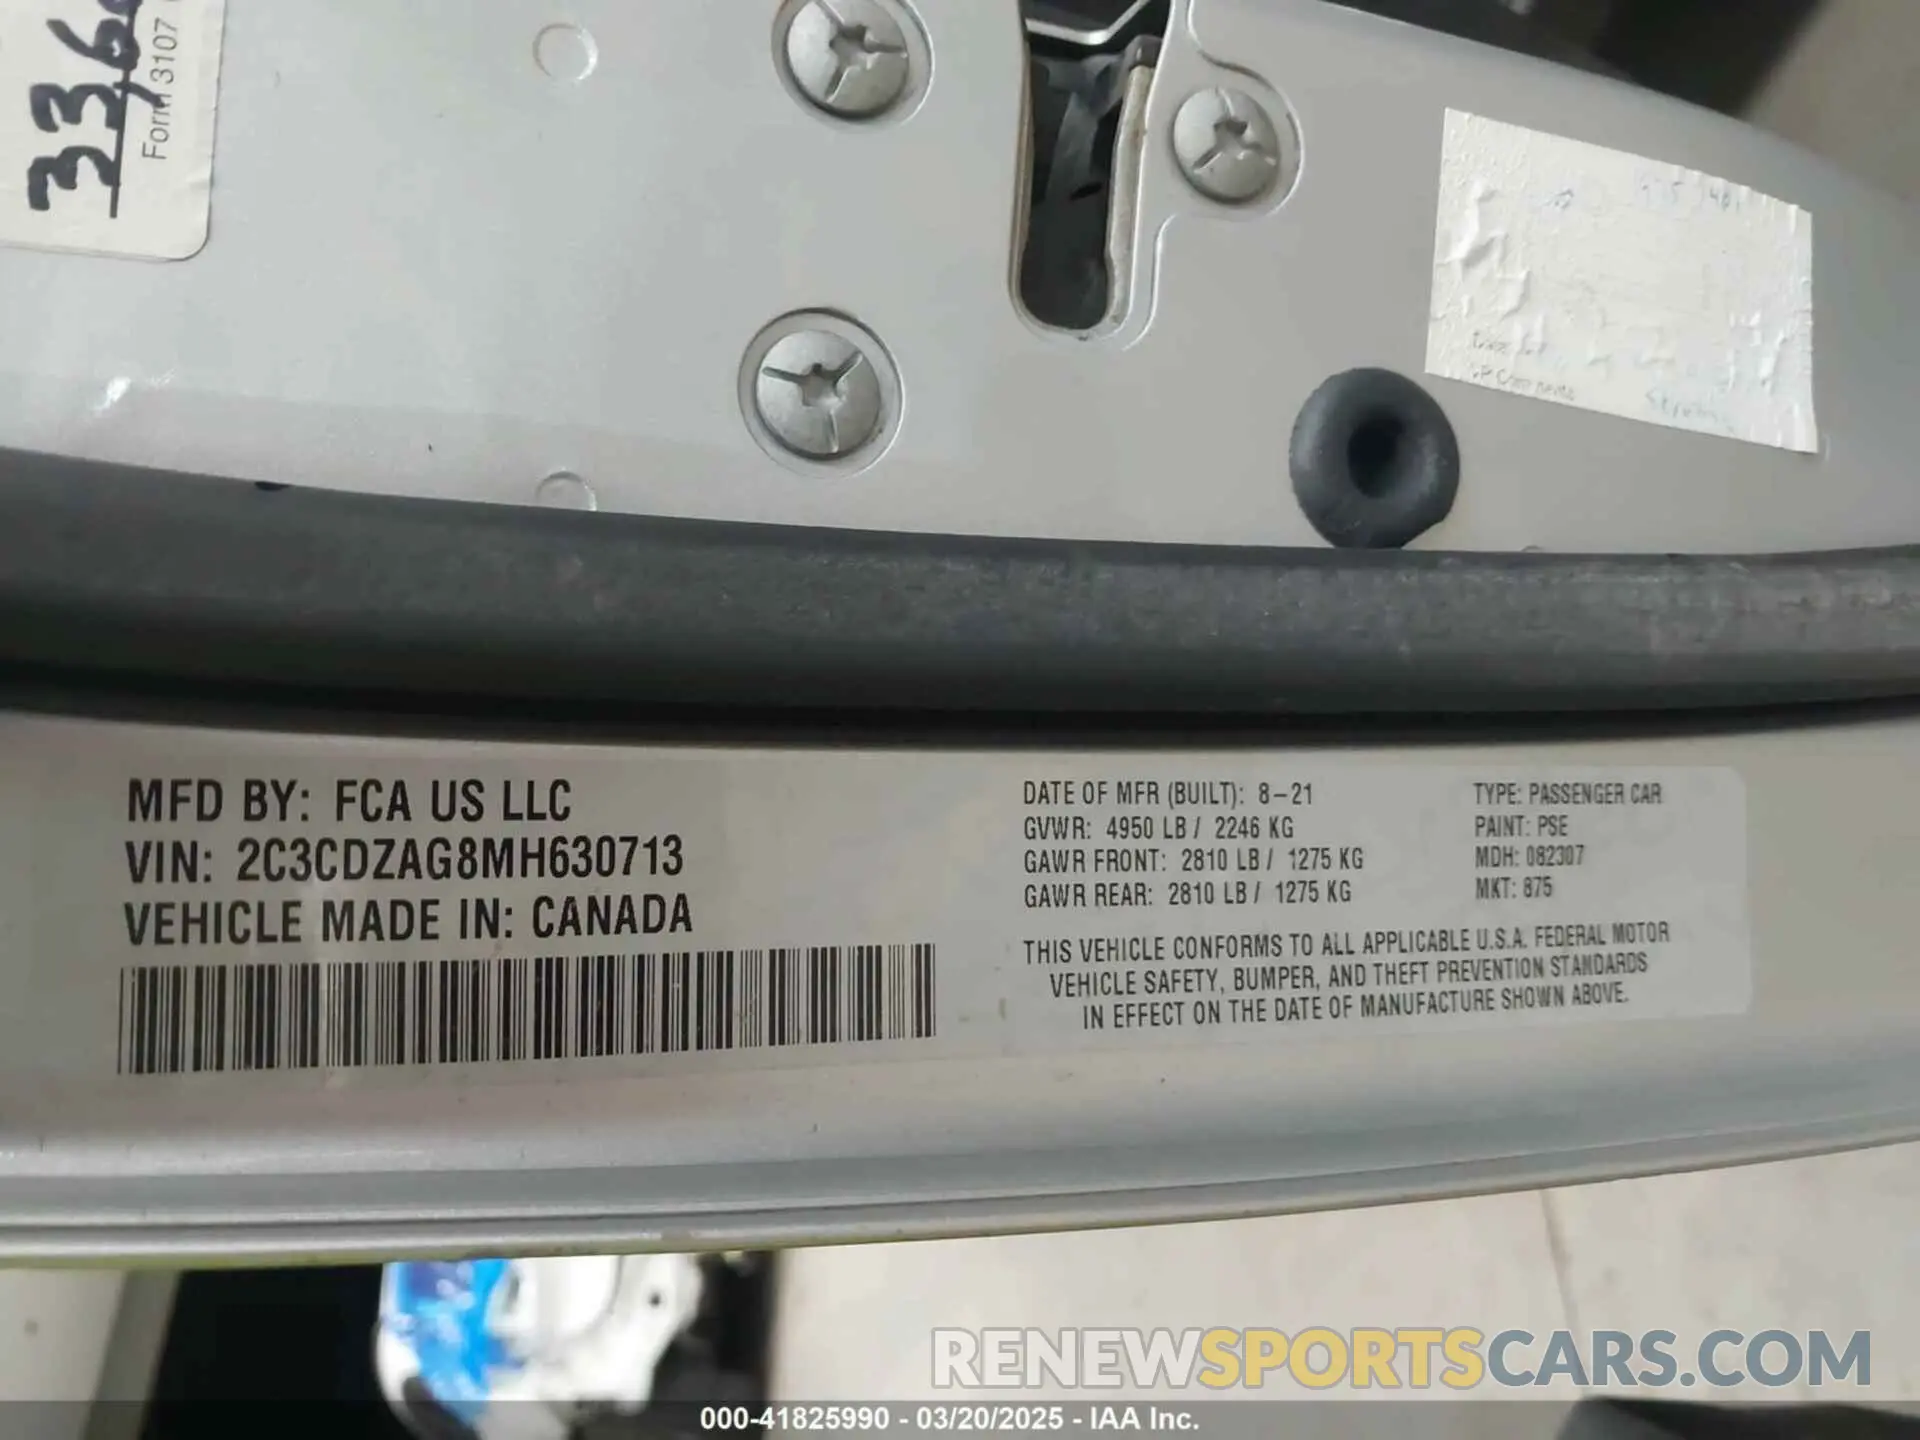 336
Form 3107
MFD BY: FCA US LLC
VIN: 2C3CDZAG8MH630713
VEHICLE MADE IN: CANADA
DATE OF MFR (BUILT): 8-21
GVWR: 4950 LB / 2246 KG
GAWR FRONT: 2810 LB / 1275 KG
GAWR REAR: 2810 LB / 1275 KG
TYPE: PASSENGER CAR
PAINT: PSE
MDH: 082307
MKT: 875
THIS VEHICLE CONFORMS TO ALL APPLICABLE U.S.A. FEDERAL MOTOR
VEHICLE SAFETY, BUMPER, AND THEFT PREVENTION STANDARDS
IN EFFECT ON THE DATE OF MANUFACTURE SHOWN ABOVE.
RENEWSPORTSCARS.COM
000-41825990 - 03/20/2025 - IAA Inc.